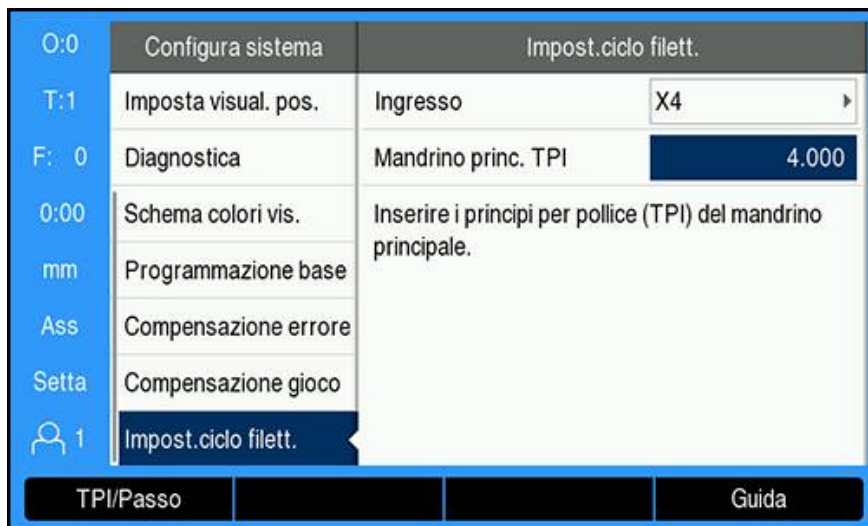 O:0
Configura sistema
Impost.ciclo filett.
T:1
Imposta visual. pos.
Ingresso
X4
F: 0
Diagnostica
Mandrino princ. TPI
4.000
0:00
Schema colori vis.
Inserire i principi per pollice (TPI) del mandrino
principale.
mm
Programmazione base
Ass
Compensazione errore
Setta
Compensazione gioco
1
Impost.ciclo filett.
TPI/Passo
Guida